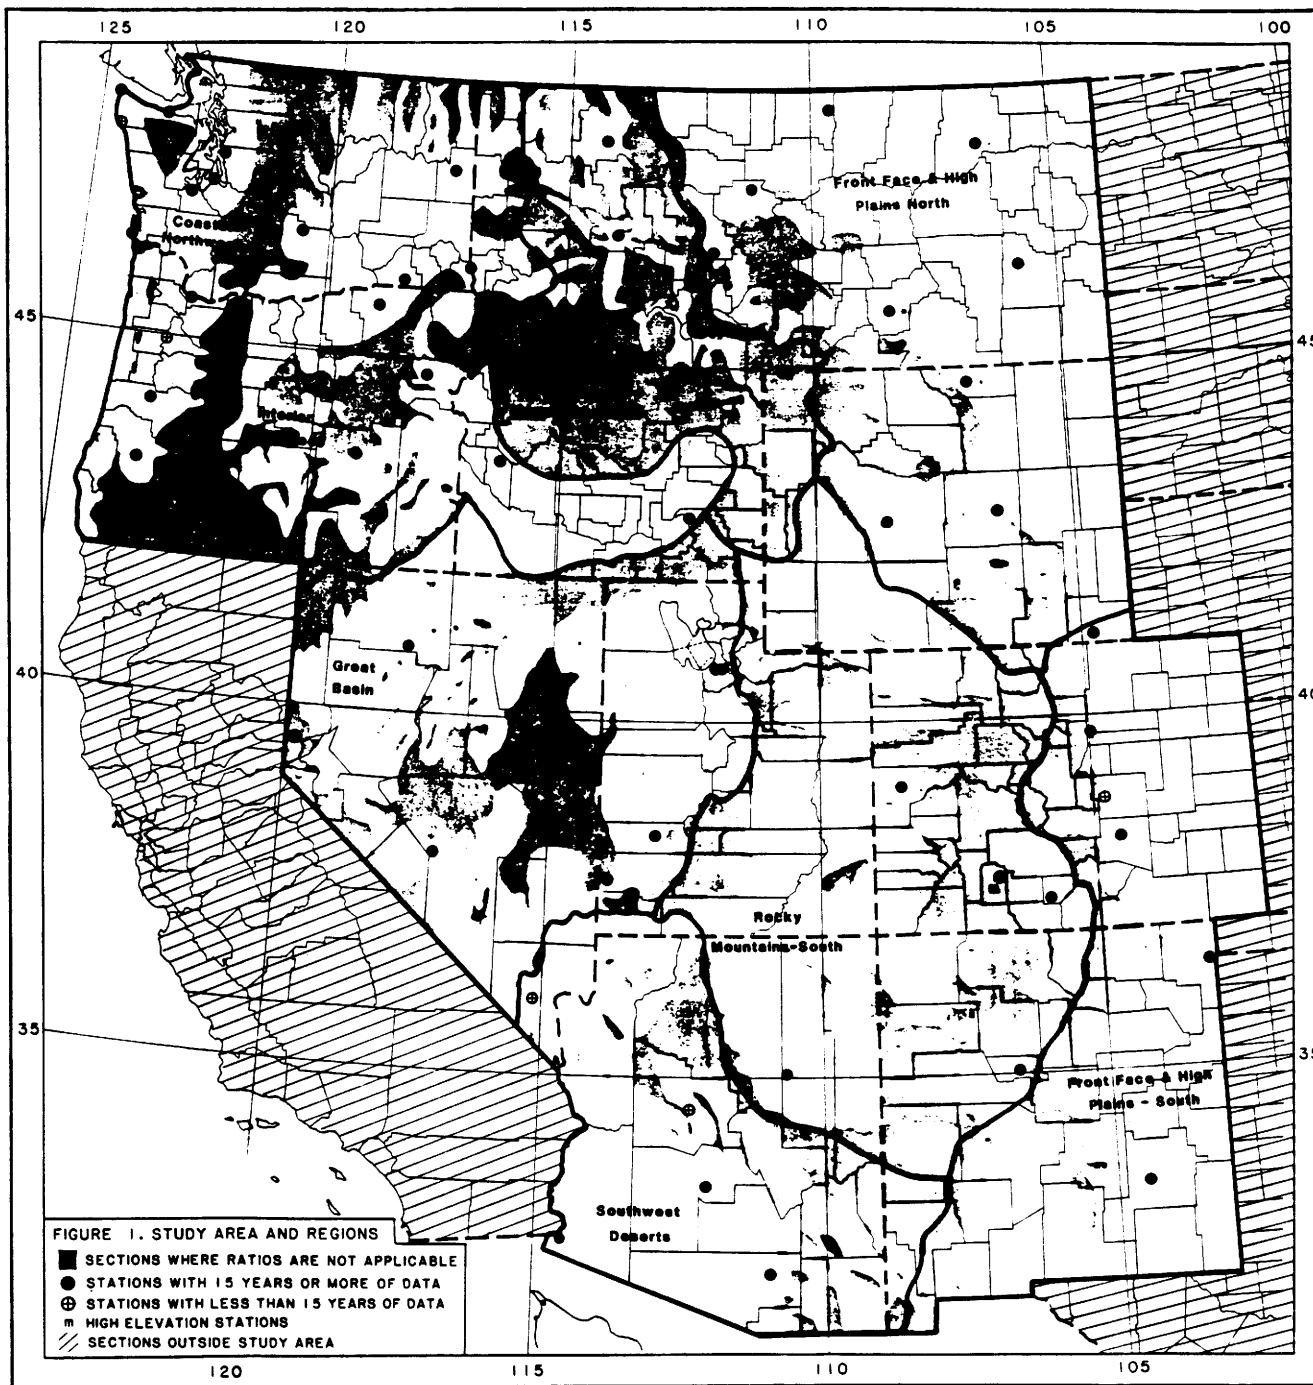 125 120 115 110 105 100
Front Face & High
Plains North
Coastal
45
45
Interior
Great
Basin
40
40
Rocky
Mountains-South
35
35
Front Face & High
Plains - South
Southwest
Deserts
FIGURE 1. STUDY AREA AND REGIONS
SECTIONS WHERE RATIOS ARE NOT APPLICABLE
STATIONS WITH 15 YEARS OR MORE OF DATA
STATIONS WITH LESS THAN 15 YEARS OF DATA
m HIGH ELEVATION STATIONS
SECTIONS OUTSIDE STUDY AREA
120 115 110 105